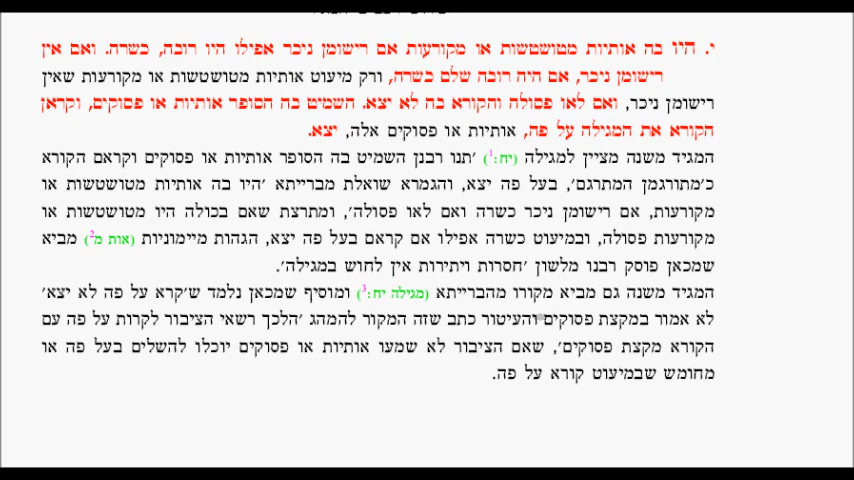 י. היו בה אותיות מטושטשות או מקורעות אם רישומן ניכר אפילו היו רובה, כשרה. ואם אין
רישומן ניכר, אם היה רובה שלם כשרה, ורק מיעוט אותיות מטושטשות או מקורעות שאין
רישומן ניכר, ואם לאו פסולה והקורא בה לא יצא. השמיט בה הסופר אותיות או פסוקים, וקראן
הקורא את המגילה על פה, אותיות או פסוקים אלה, יצא.
המגיד משנה מציין למגילה (יח:1) 'תנו רבנן השמיט בה הסופר אותיות או פסוקים וקראם הקורא
כ'מתורגמן המתרגם', בעל פה יצא, והגמרא שואלת מברייתא 'היו בה אותיות מטושטשות או
מקורעות, אם רישומן ניכר כשרה ואם לאו פסולה', ומתרצת שאם בכולה היו מטושטשות או
מקורעות פסולה, ובמיעוט כשרה אפילו אם קראם בעל פה יצא, הגהות מיימוניות (אות מ2) מביא
שמכאן פוסק רבנו מלשון 'חסרות ויתירות אין לחוש במגילה'.
המגיד משנה גם מביא מקורו מהברייתא (מגילה יח:3) ומוסיף שמכאן נלמד ש'קרא על פה לא יצא'
לא אמור במקצת פסוקים והעיטור כתב שזה המקור להמהג 'הלכך רשאי הציבור לקרות על פה עם
הקורא מקצת פסוקים', שאם הציבור לא שמעו אותיות או פסוקים יוכלו להשלים בעל פה או
מחומש שבמיעוט קורא על פה.